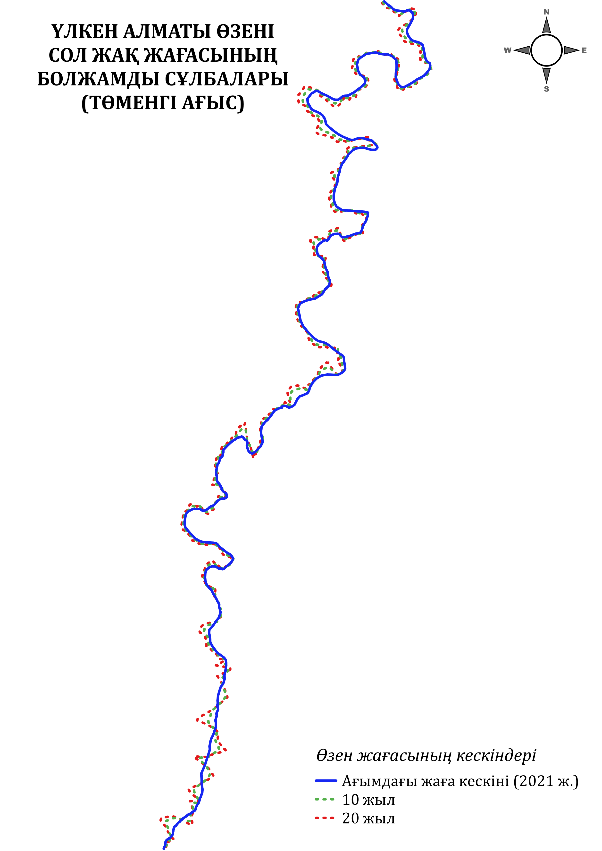 ҮЛКЕН АЛМАТЫ ӨЗЕНІ
СОЛ ЖАҚ ЖАҒАСЫНЫҢ
БОЛЖАМДЫ СҰЛБАЛАРЫ
(ТӨМЕНГІ АҒЫС)
N
W E
S
Өзен жағасының кескіндері
Ағымдағы жаға кескіні (2021 ж.)
10 жыл
20 жыл